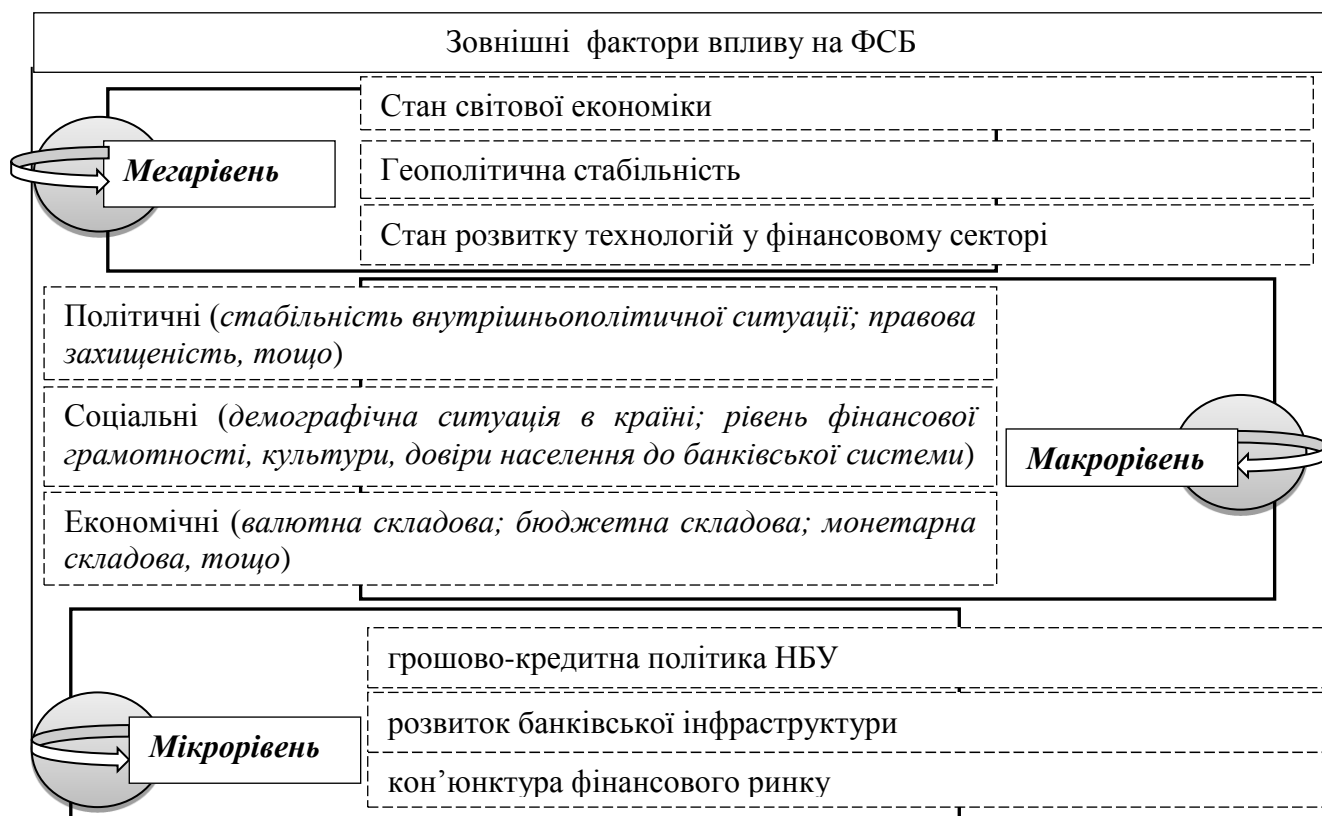 Зовнішні фактори впливу на ФСБ
Мегарівень
Стан світової економіки
Геополітична стабільність
Стан розвитку технологій у фінансовому секторі
Політичні (стабільність внутрішньополітичної ситуації; правова
захищеність, тощо)
Соціальні (демографічна ситуація в країні; рівень фінансової
грамотності, культури, довіри населення до банківської системи)
Економічні (валютна складова; бюджетна складова; монетарна
складова, тощо)
Макрорівень
Мікрорівень
грошово-кредитна політика НБУ
розвиток банківської інфраструктури
кон’юнктура фінансового ринку